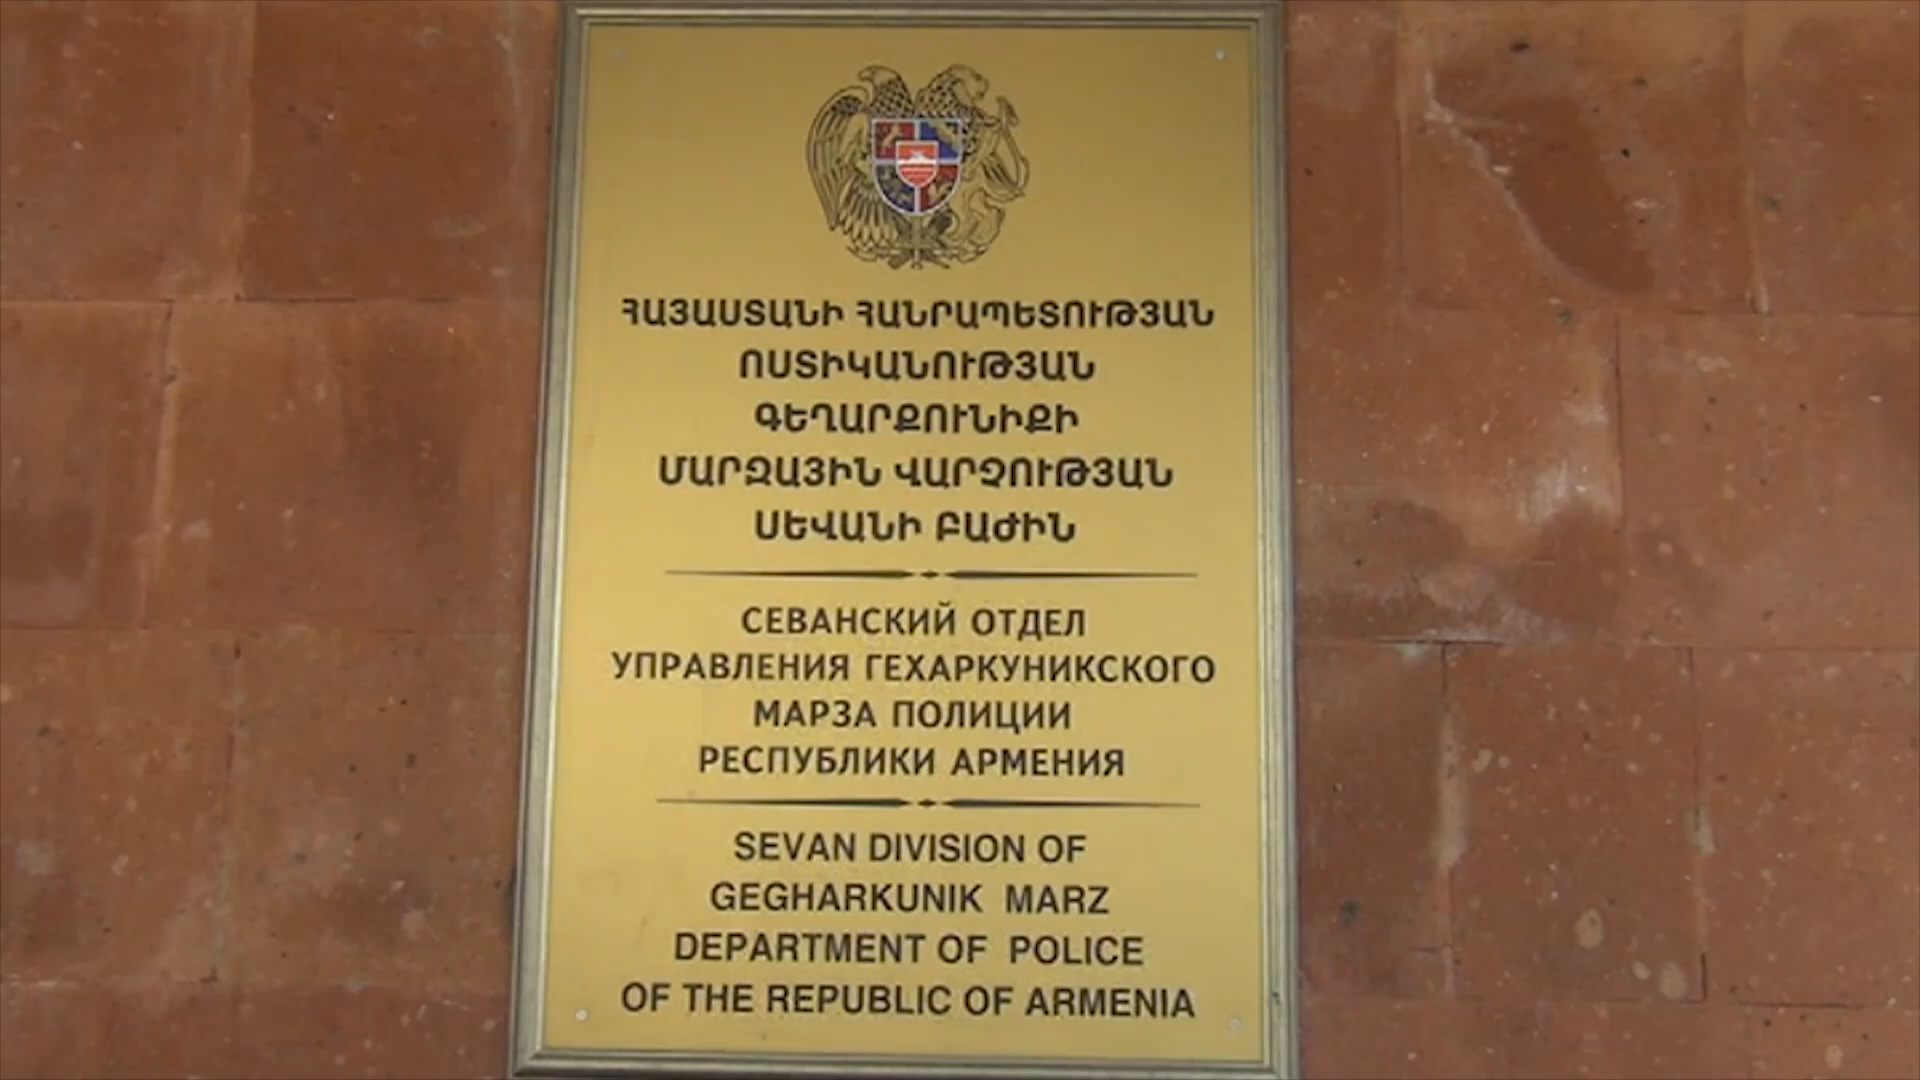 ՀԱՅԱՍՏԱՆԻ ՀԱՆՐԱՊԵՏՈՒԹՅԱՆ
ՈՍՏԻԿԱՆՈՒԹՅԱՆ
ԳԵՂԱՐՔՈՒՆԻՔԻ
ՄԱՐԶԱՅԻՆ ՎԱՐՉՈՒԹՅԱՆ
ՍԵՎԱՆԻ ԲԱԺԻՆ
СЕВАНСКИЙ ОТДЕЛ
УПРАВЛЕНИЯ ГЕХАРКУНИКСКОГО
МАРЗА ПОЛИЦИИ
РЕСПУБЛИКИ АРМЕНИЯ
SEVAN DIVISION OF
GEGHARKUNIK MARZ
DEPARTMENT OF POLICE
OF THE REPUBLIC OF ARMENIA